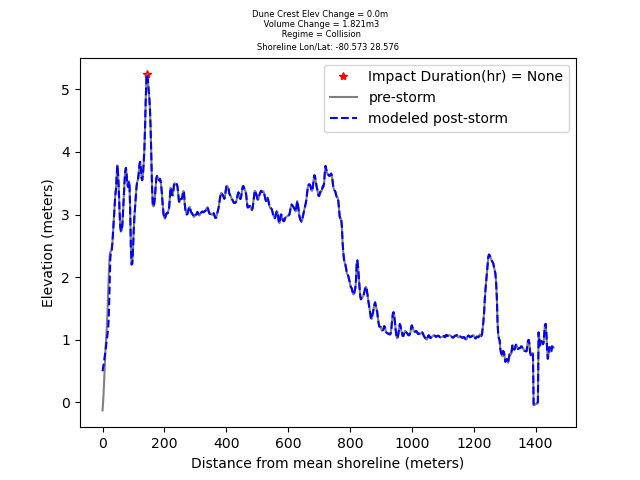 Dune Crest Elev Change = 0.0m
Volume Change = 1.821m3
Regime = Collision
Shoreline Lon/Lat: -80.573 28.576
Impact Duration(hr) = None
pre-storm
modeled post-storm
Elevation (meters)
5
4
3
2
1
0
0 200 400 600 800 1000 1200 1400
Distance from mean shoreline (meters)